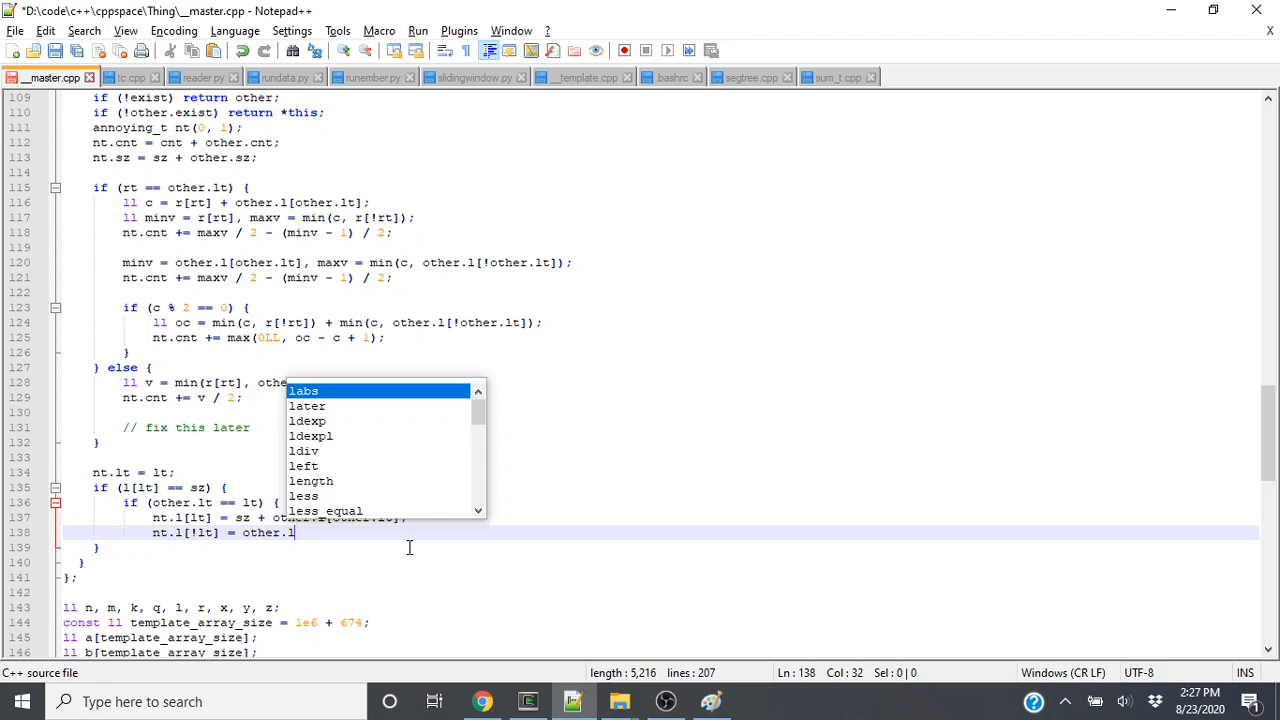 *D:\code\c++\cppspace\Thing\__master.cpp - Notepad++
File Edit Search View Encoding Language Settings Tools Macro Run Plugins Window ? X
__master.cpp tc.cpp reader.py rundata.py runember.py slidingwindow.py __template.cpp .bashrc segtree.cpp sum_t.cpp
109 if (!exist) return other;
110 if (!other.exist) return *this;
111 annoying_t nt(0, 1);
112 nt.cnt = cnt + other.cnt;
113 nt.sz = sz + other.sz;
114
115 if (rt == other.lt) {
116 ll c = r[rt] + other.l[other.lt];
117 ll minv = r[rt], maxv = min(c, r[!rt]);
118 nt.cnt += maxv / 2 - (minv - 1) / 2;
119
120 minv = other.l[other.lt], maxv = min(c, other.l[!other.lt]);
121 nt.cnt += maxv / 2 - (minv - 1) / 2;
122
123 if (c % 2 == 0) {
124 ll oc = min(c, r[!rt]) + min(c, other.l[!other.lt]);
125 nt.cnt += max(0LL, oc - c + 1);
126 }
127 } else {
128 ll v = min(r[rt], othe
129 nt.cnt += v / 2;
130
131 // fix this later
132 }
133
134 nt.lt = lt;
135 if (l[lt] == sz) {
136 if (other.lt == lt) {
137 nt.l[lt] = sz + other.l[other.lt];
138 nt.l[!lt] = other.l
139 }
140 }
141 };
142
143 ll n, m, k, q, l, r, x, y, z;
144 const ll template_array_size = 1e6 + 674;
145 ll a[template_array_size];
146 ll b[template_array_size];
labs
later
ldexp
ldexpl
ldiv
left
length
less
less_equal
C++ source file length : 5,216 lines : 207 Ln : 138 Col : 32 Sel : 0 | 0 Windows (CR LF) UTF-8 INS
Type here to search
2:27 PM
8/23/2020
1